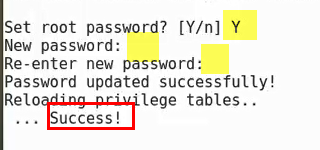 Set root password? [Y/n] Y
New password:
Re-enter new password:
Password updated successfully!
Reloading privilege tables..
... Success!